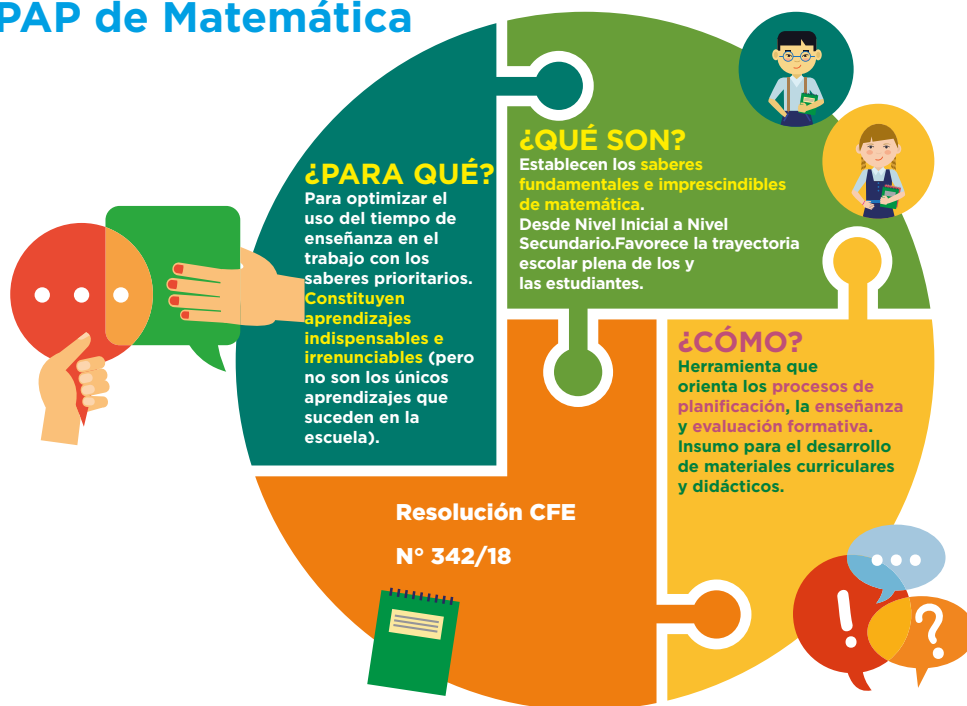 PAP de Matemática
¿PARA QUÉ?
Para optimizar el
uso del tiempo de
enseñanza en el
trabajo con los
saberes prioritarios.
Constituyen
aprendizajes
indispensables e
irrenunciables (pero
no son los únicos
aprendizajes que
suceden en la
escuela).
¿QUÉ SON?
Establecen los saberes
fundamentales e imprescindibles
de matemática.
Desde Nivel Inicial a Nivel
Secundario.Favorece la trayectoria
escolar plena de los y
las estudiantes.
¿CÓMO?
Herramienta que
orienta los procesos de
planificación, la enseñanza
y evaluación formativa.
Insumo para el desarrollo
de materiales curriculares
y didácticos.
Resolución CFE
N° 342/18